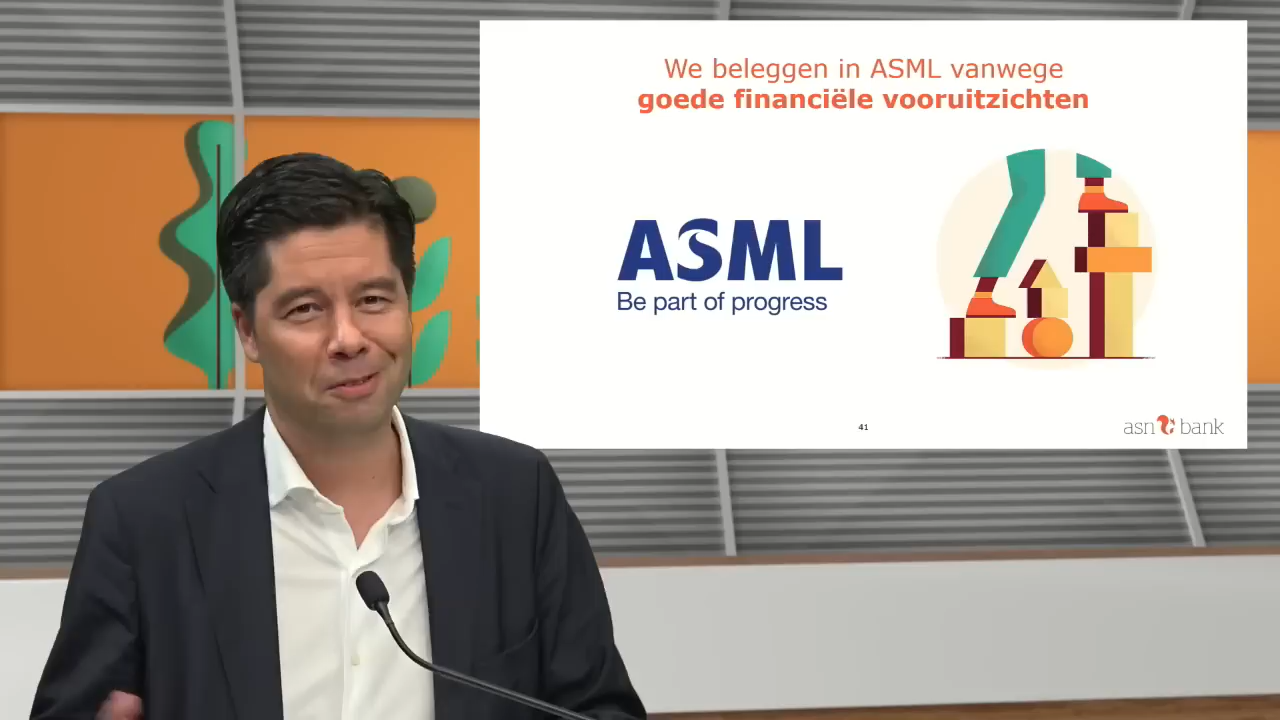 We beleggen in ASML vanwege
goede financiële vooruitzichten
ASML
Be part of progress
41
asn bank